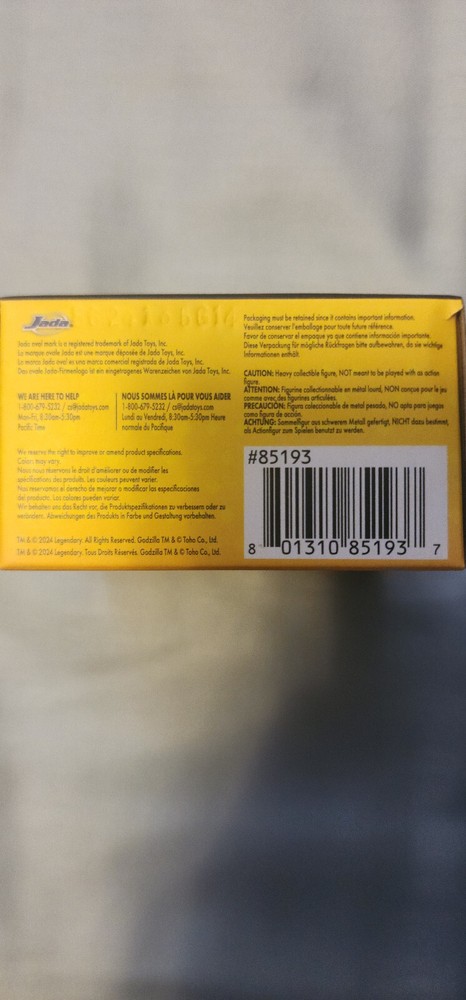 Jada
Jada oval mark is a registered trademark of Jada Toys, Inc.
La marque ovale Jada est une marque déposée de Jada Toys, Inc.
La marca Jada oval es una marca comercial registrada de Jada Toys, Inc.
Das ovale Jada-Firmenlogo ist ein eingetragenes Warenzeichen von Jada Toys, Inc.
WE ARE HERE TO HELP
1-800-679-5232 / cs@jadatoys.com
Mon-Fri, 8:30am-5:30pm
Pacific Time
NOUS SOMMES LÀ POUR VOUS AIDER
1-800-679-5232 / cs@jadatoys.com
Lundi au Vendredi, 8:30am-5:30pm Heure
normale du Pacifique
We reserve the right to improve or amend product specifications.
Colors may vary.
Nous nous réservons le droit d'améliorer ou de modifier les
spécifications des produits. Les couleurs peuvent varier.
Nos reservamos el derecho de mejorar o modificar las especificaciones
del producto. Los colores pueden variar.
Wir behalten uns das Recht vor, die Produktspezifikationen zu verbessern oder zu
verändern. Abweichungen des Produkts in Farbe und Gestaltung vorbehalten.
TM & © 2024 Legendary. All Rights Reserved. Godzilla TM & © Toho Co., Ltd.
TM & © 2024 Legendary. Tous Droits Réservés. Godzilla TM & © Toho Co., Ltd.
Packaging must be retained since it contains important information.
Veuillez conserver l'emballage pour toute future référence.
Favor de conservar el empaque ya que contiene información importante.
Diese Verpackung für mögliche Rückfragen bitte aufbewahren, da sie wichtige
Informationen enthält.
CAUTION: Heavy collectible figure, NOT meant to be played with as action
figure.
ATTENTION: Figurine collectionnable en métal lourd, NON conçue pour le jeu
comme avec des figurines articulées.
PRECAUCIÓN: Figura coleccionable de metal pesado, NO apta para juegos
como figura de acción.
ACHTUNG: Sammelfigur aus schwerem Metall gefertigt, NICHT dazu bestimmt,
als Actionfigur zum Spielen benutzt zu werden.
#85193
8 01310 85193 7